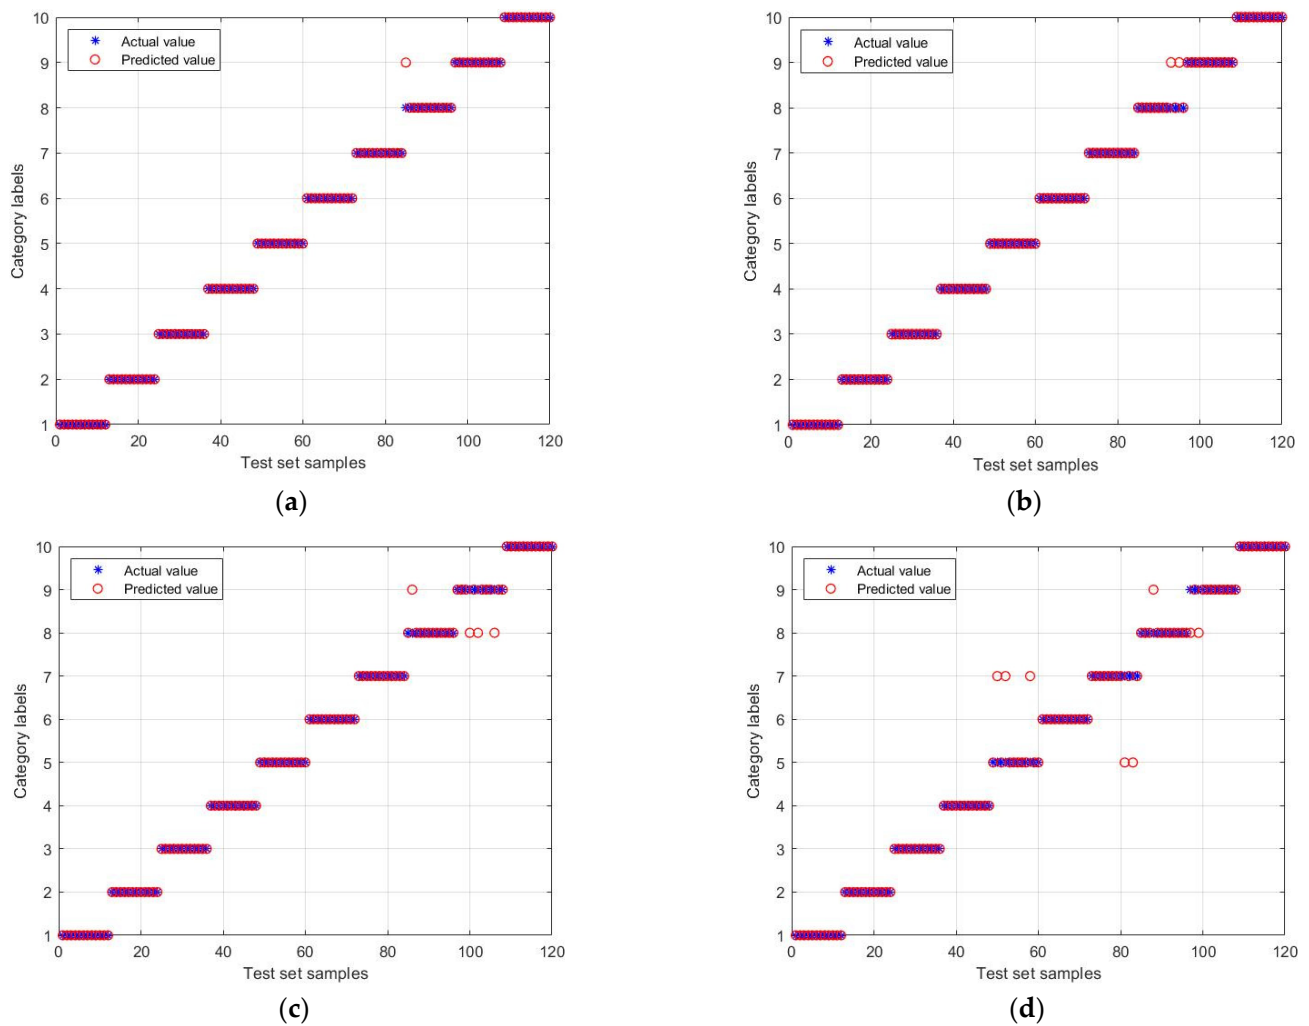 10
9
8
7
6
5
4
3
2
1
Category labels
Actual value
Predicted value
0 20 40 60 80 100 120
Test set samples
(a)
10
9
8
7
6
5
4
3
2
1
Category labels
Actual value
Predicted value
0 20 40 60 80 100 120
Test set samples
(b)
10
9
8
7
6
5
4
3
2
1
Category labels
Actual value
Predicted value
0 20 40 60 80 100 120
Test set samples
(c)
10
9
8
7
6
5
4
3
2
1
Category labels
Actual value
Predicted value
0 20 40 60 80 100 120
Test set samples
(d)